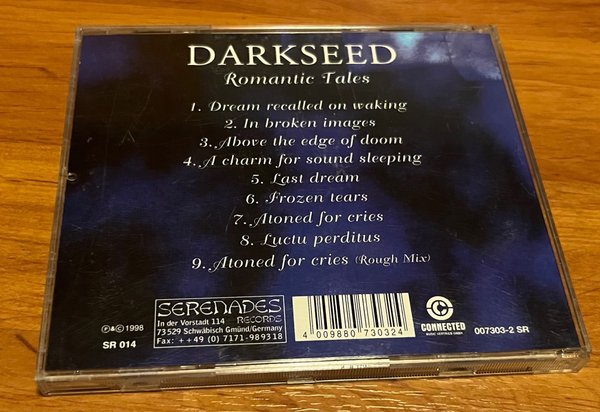 DARKSEED
Romantic Tales
1. Dream recalled on waking
2. In broken images
3. Above the edge of doom
4. A charm for sound sleeping
5. Last dream
6. Frozen tears
7. Atoned for cries
8. Luctu perditus
9. Atoned for cries (Rough Mix)
℗&© 1998
SR 014
SERENADES
RECORDS
In der Vorstadt 114
73529 Schwäbisch Gmünd/Germany
Fax: ++49 (0) 7171-989318
4 009880 730324
CONNECTED
MUSIC VERTRIEB GMBH
007303-2 SR